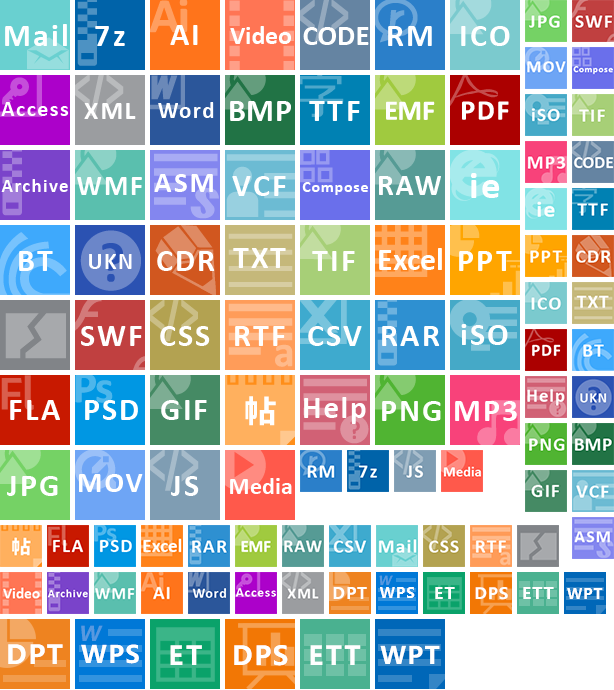 Mail 7z AI Video CODE RM ICO JPG SWF
MOV Compose
Access XML Word BMP TTF EMF PDF iSO TIF
Archive WMF ASM VCF Compose RAW ie MP3 CODE
ie TTF
BT UKN CDR TXT TIF Excel PPT PPT CDR
SWF CSS RTF CSV RAR iSO ICO TXT
PDF BT
FLA PSD GIF 帖 Help PNG MP3 Help UKN
PNG BMP
JPG MOV JS Media RM 7z JS Media GIF VCF
帖 FLA PSD Excel RAR EMF RAW CSV Mail CSS RTF ASM
Video Archive WMF AI Word Access XML DPT WPS ET DPS ETT WPT
DPT WPS ET DPS ETT WPT